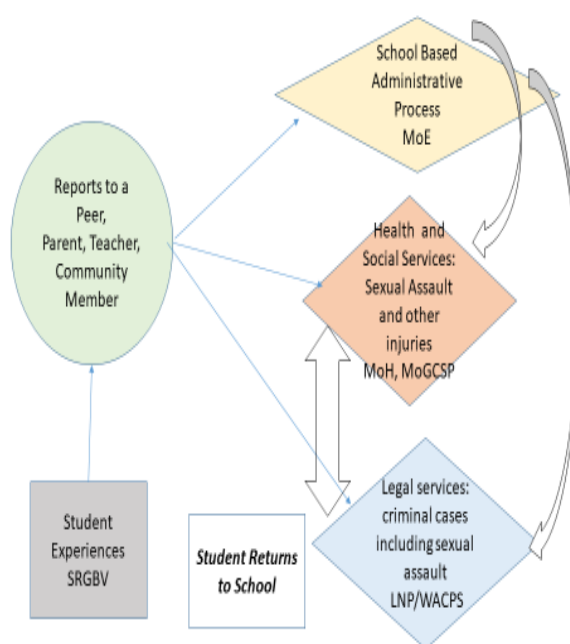 School Based
Administrative
Process
MoE
Reports to a
Peer,
Parent, Teacher,
Community
Member
Health and
Social Services:
Sexual Assault
and other
injuries
MoH, MoGCSP
Student
Experiences
SRGBV
Student Returns
to School
Legal services:
criminal cases
including sexual
assault
LNP/WACPS